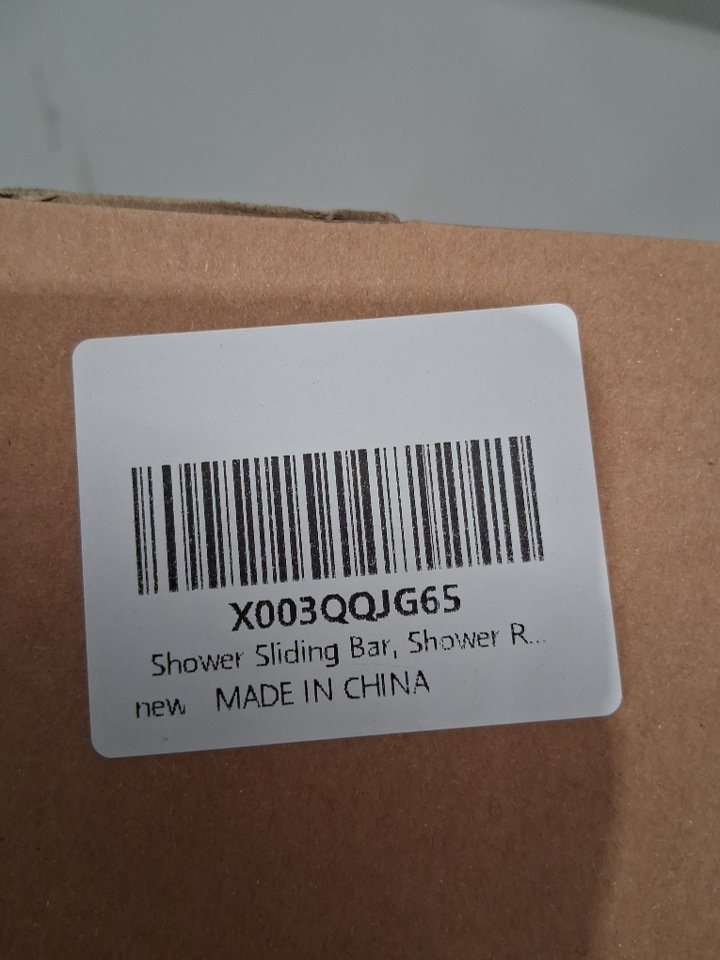 X003QQJG65
Shower Sliding Bar, Shower R...
new MADE IN CHINA